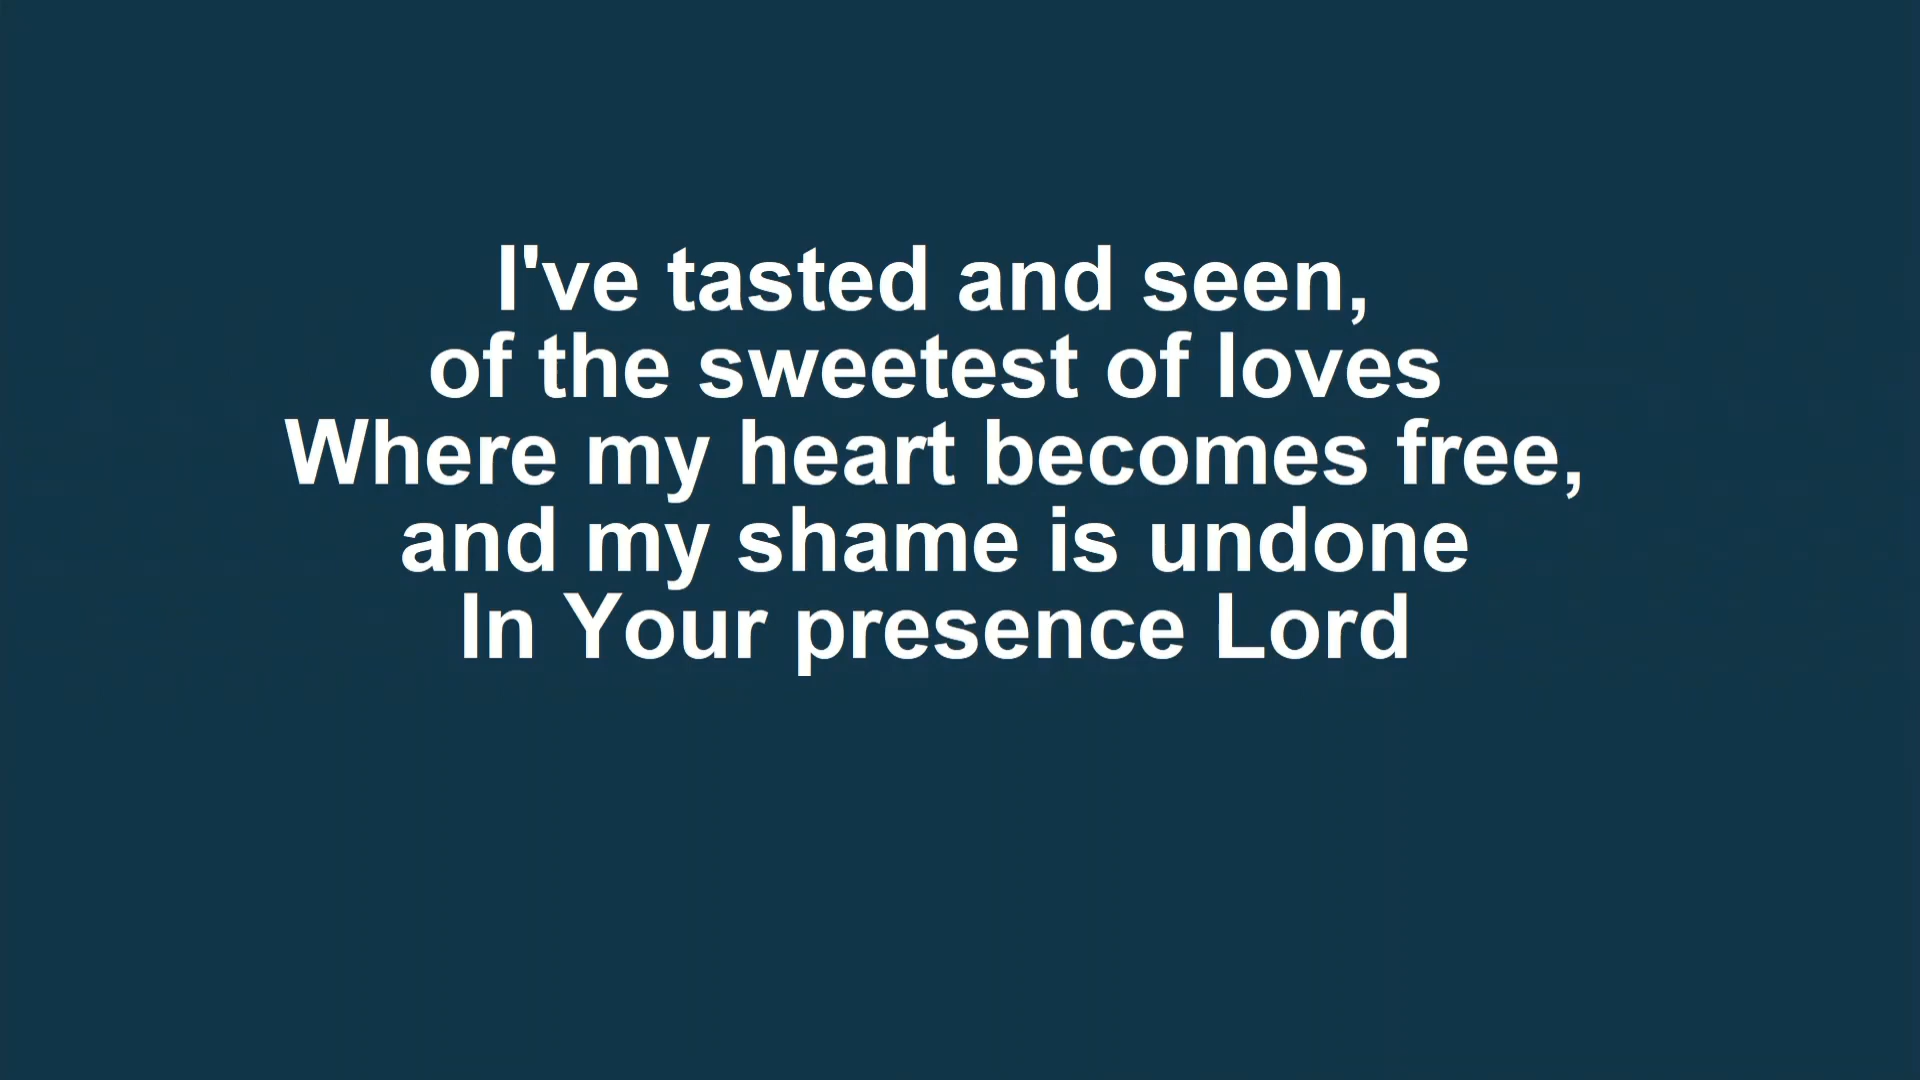 I've tasted and seen,
of the sweetest of loves
Where my heart becomes free,
and my shame is undone
In Your presence Lord